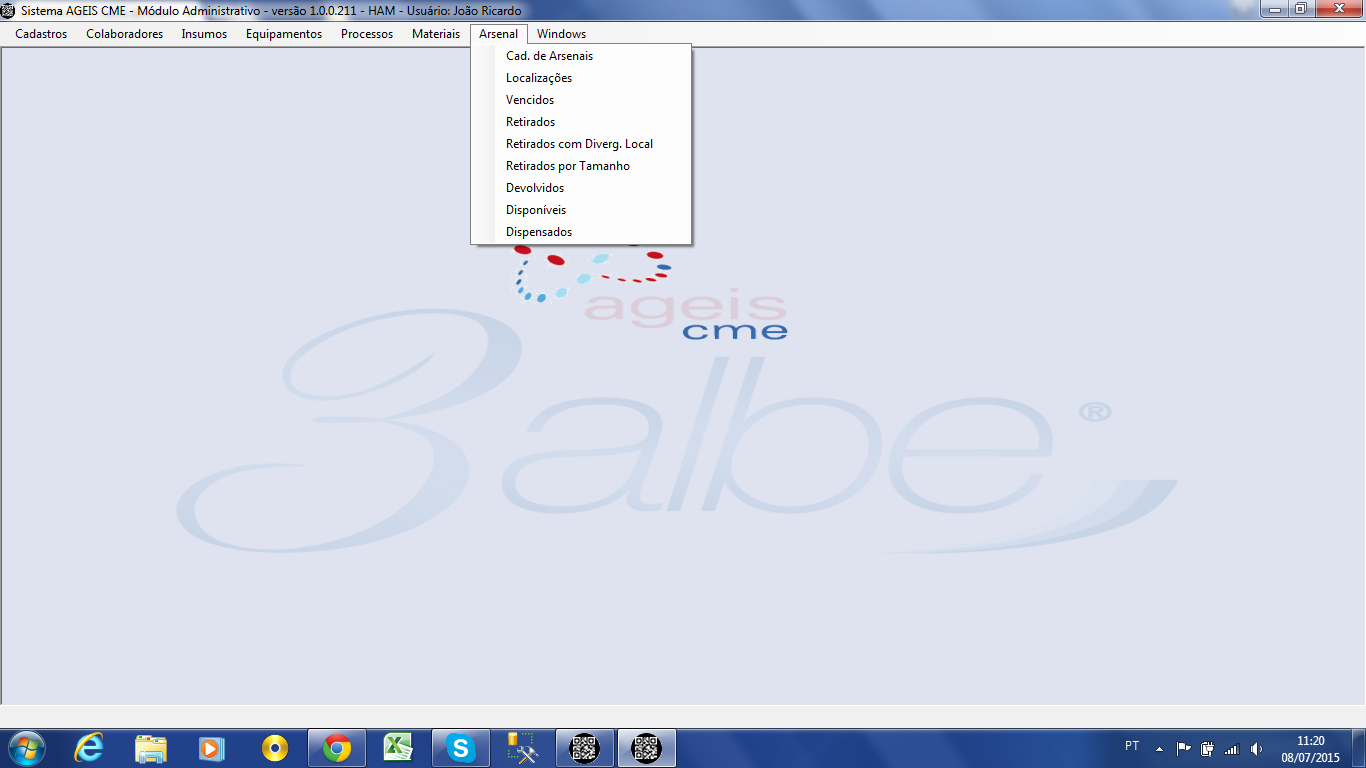 Sistema AGEIS CME - Módulo Administrativo - versão 1.0.0.211 - HAM - Usuário: João Ricardo
Cadastros Colaboradores Insumos Equipamentos Processos Materiais Arsenal Windows
Cad. de Arsenais
Localizações
Vencidos
Retirados
Retirados com Diverg. Local
Retirados por Tamanho
Devolvidos
Disponíveis
Dispensados
ageis
cme
3albe ®
PT
11:20
08/07/2015